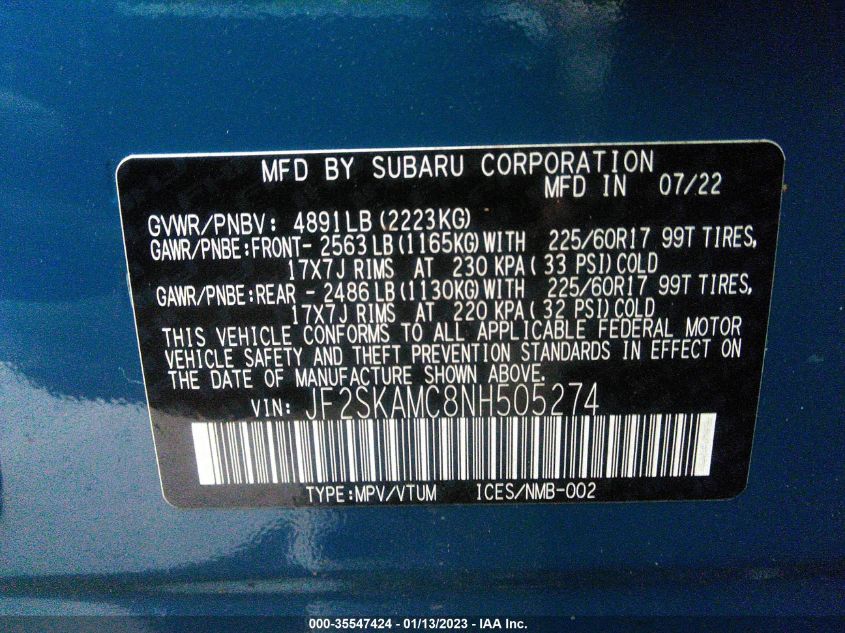 MFD BY SUBARU CORPORATION
MFD IN 07/22
GVWR/PNBV: 4891LB (2223KG)
GAWR/PNBE:FRONT- 2563 LB (1165KG) WITH 225/60R17 99T TIRES,
17X7J RIMS AT 230 KPA ( 33 PSI) COLD
GAWR/PNBE:REAR - 2486 LB (1130KG) WITH 225/60R17 99T TIRES,
17X7J RIMS AT 220 KPA ( 32 PSI) COLD
THIS VEHICLE CONFORMS TO ALL APPLICABLE FEDERAL MOTOR
VEHICLE SAFETY AND THEFT PREVENTION STANDARDS IN EFFECT ON
THE DATE OF MANUFACTURE SHOWN ABOVE.
VIN: JF2SKAMC8NH505274
TYPE:MPV/VTUM ICES/NMB-002
000-35547424 - 01/13/2023 - IAA Inc.